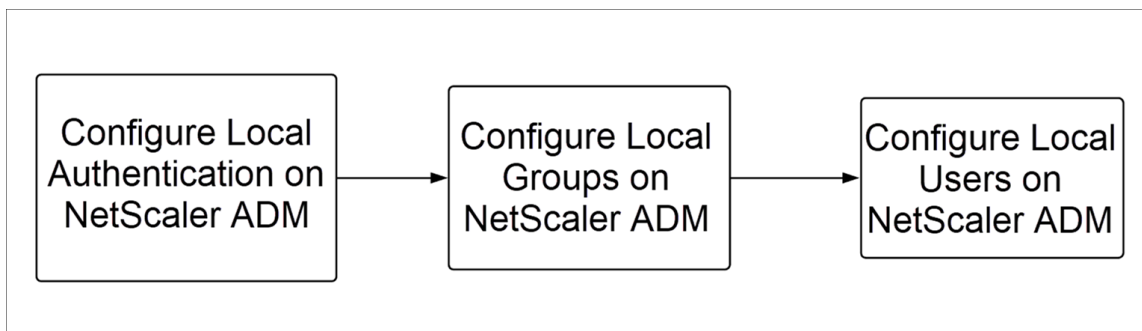 Configure Local
Authentication on
NetScaler ADM
Configure Local
Groups on
NetScaler ADM
Configure Local
Users on
NetScaler ADM